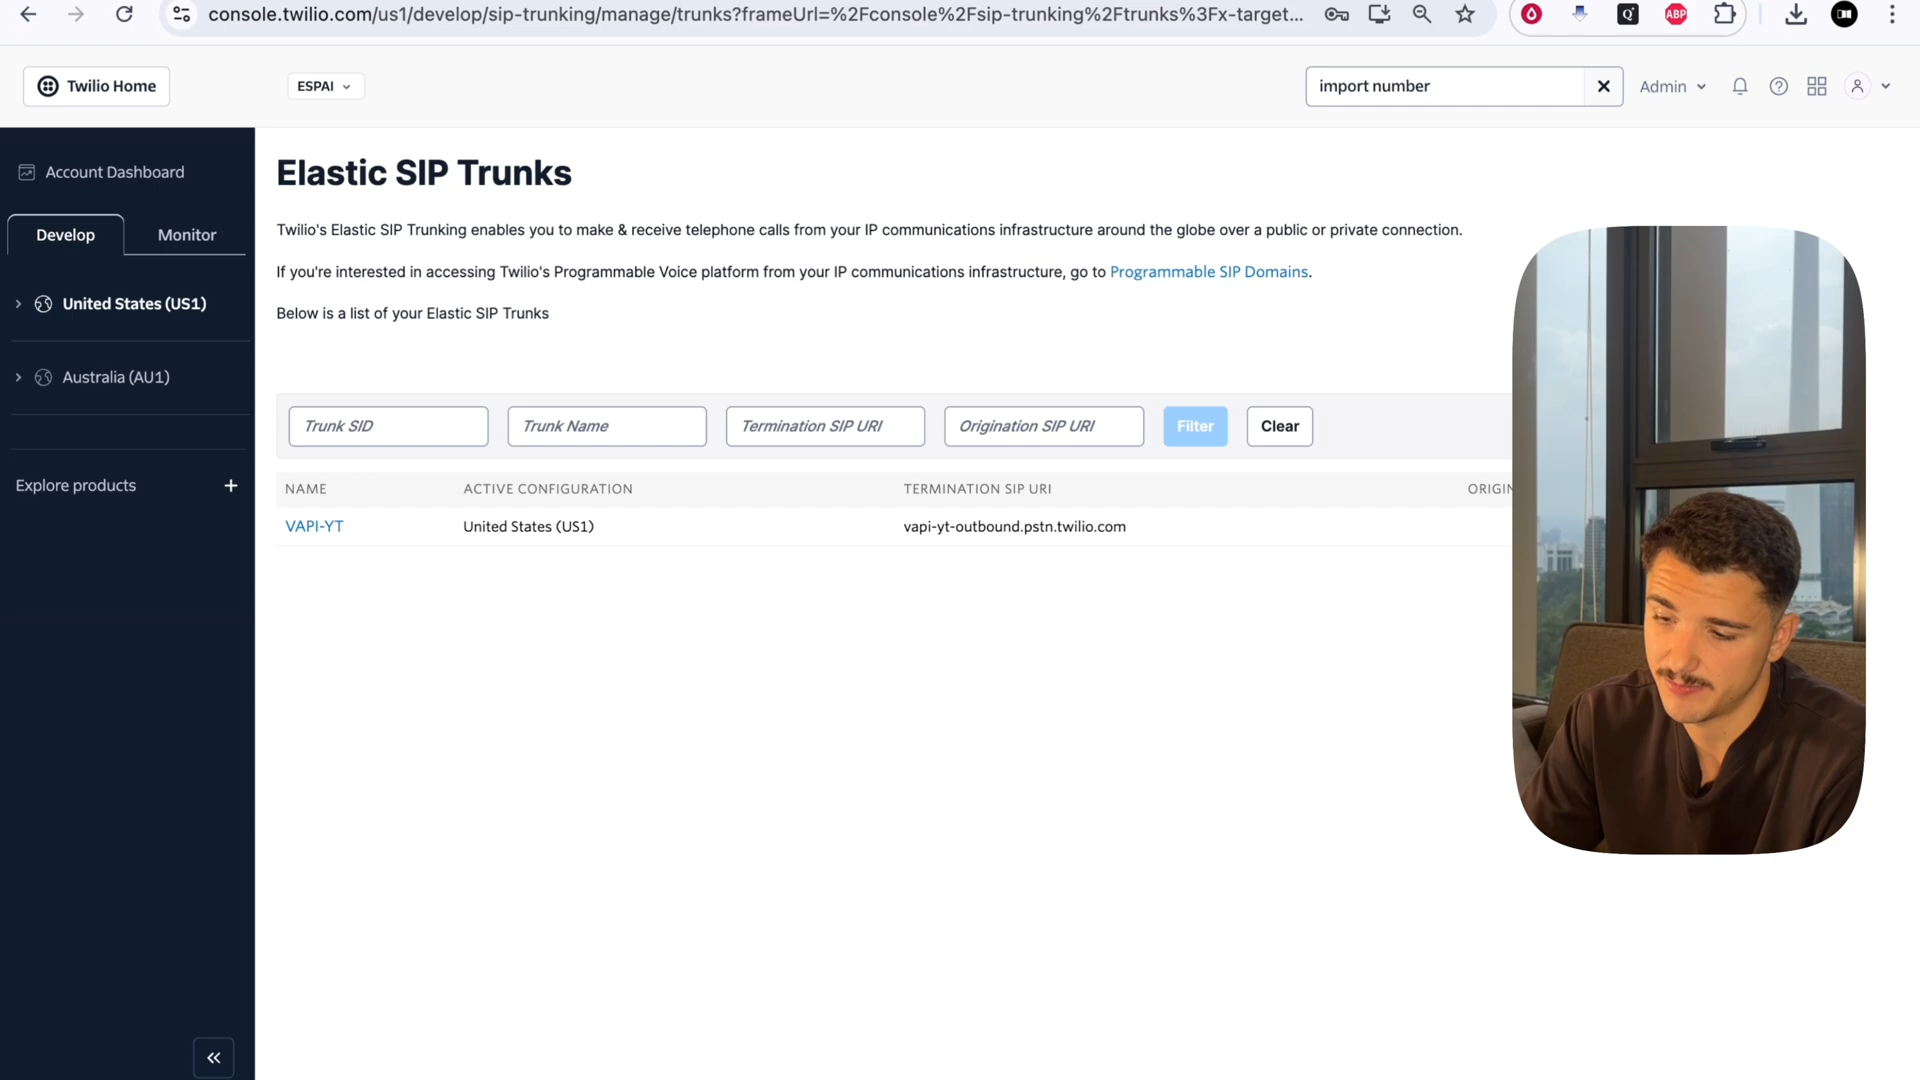 console.twilio.com/us1/develop/sip-trunking/manage/trunks?frameUrl=%2Fconsole%2Fsip-trunking%2Ftrunks%3Fx-target...
ABP
Twilio Home
ESPAI
import number
Admin
Account Dashboard
Develop
Monitor
United States (US1)
Australia (AU1)
Explore products
Elastic SIP Trunks
Twilio's Elastic SIP Trunking enables you to make & receive telephone calls from your IP communications infrastructure around the globe over a public or private connection.
If you're interested in accessing Twilio's Programmable Voice platform from your IP communications infrastructure, go to Programmable SIP Domains.
Below is a list of your Elastic SIP Trunks
Trunk SID
Trunk Name
Termination SIP URI
Origination SIP URI
Filter
Clear
NAME
ACTIVE CONFIGURATION
TERMINATION SIP URI
ORIGIN
VAPI-YT
United States (US1)
vapi-yt-outbound.pstn.twilio.com